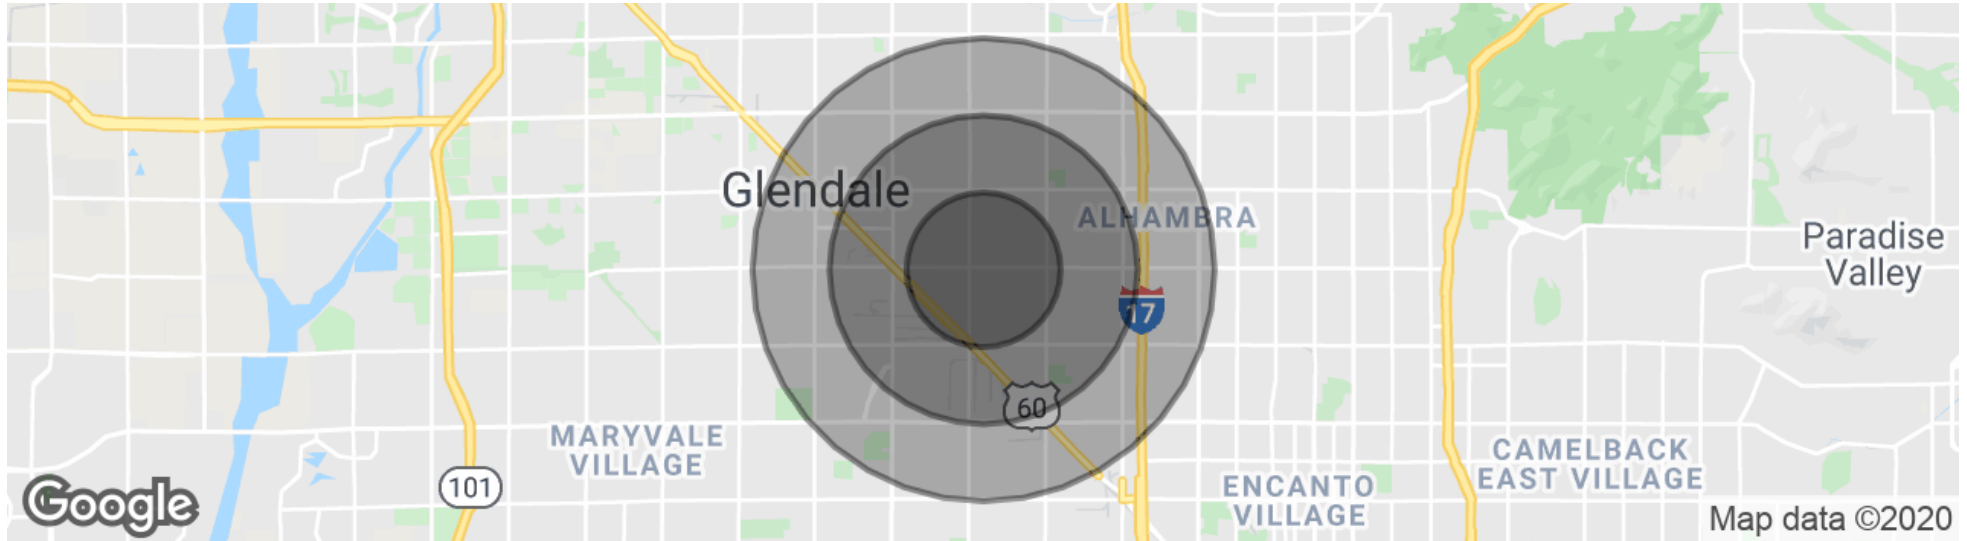 Glendale
ALHAMBRA
Paradise
Valley
17
60
MARYVALE
VILLAGE
CAMELBACK
EAST VILLAGE
101
ENCANTO
VILLAGE
Google
Map data ©2020